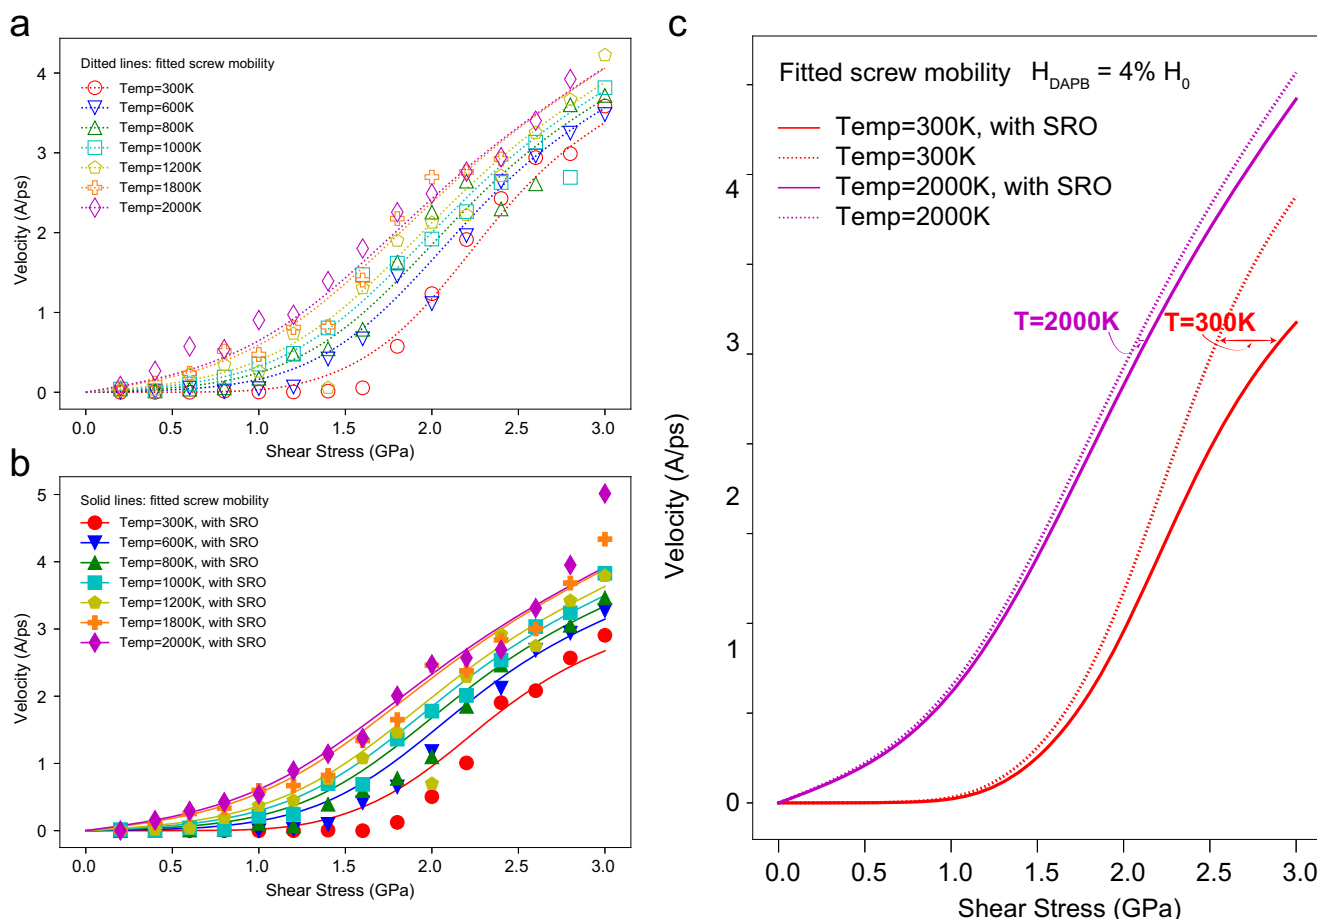 a
Ditted lines: fitted screw mobility
Temp=300K
Temp=600K
Temp=800K
Temp=1000K
Temp=1200K
Temp=1800K
Temp=2000K
4
3
2
1
0
Velocity (A/ps)
0.0 0.5 1.0 1.5 2.0 2.5 3.0
Shear Stress (GPa)
b
Solid lines: fitted screw mobility
Temp=300K, with SRO
Temp=600K, with SRO
Temp=800K, with SRO
Temp=1000K, with SRO
Temp=1200K, with SRO
Temp=1800K, with SRO
Temp=2000K, with SRO
5
4
3
2
1
0
Velocity (A/ps)
0.0 0.5 1.0 1.5 2.0 2.5 3.0
Shear Stress (GPa)
c
Fitted screw mobility H_DAPB = 4% H_0
Temp=300K, with SRO
Temp=300K
Temp=2000K, with SRO
Temp=2000K
T=2000K
T=300K
4
3
2
1
0
Velocity (A/ps)
0.0 0.5 1.0 1.5 2.0 2.5 3.0
Shear Stress (GPa)